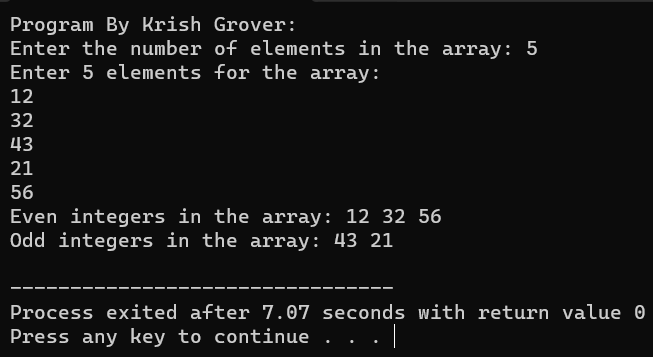 Program By Krish Grover:
Enter the number of elements in the array: 5
Enter 5 elements for the array:
12
32
43
21
56
Even integers in the array: 12 32 56
Odd integers in the array: 43 21
--------------------------------
Process exited after 7.07 seconds with return value 0
Press any key to continue . . .